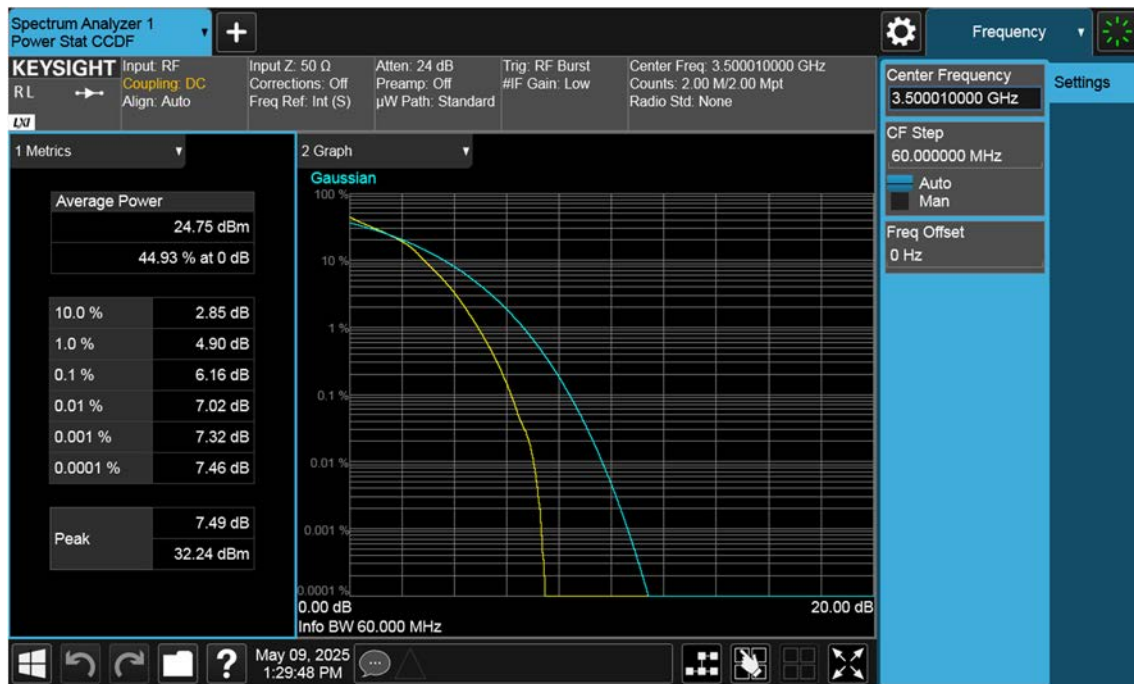 Spectrum Analyzer 1
Power Stat CCDF
+
Frequency
KEYSIGHT
RL
LXI
Input: RF
Coupling: DC
Align: Auto
Input Z: 50 Ω
Corrections: Off
Freq Ref: Int (S)
Atten: 24 dB
Preamp: Off
µW Path: Standard
Trig: RF Burst
#IF Gain: Low
Center Freq: 3.500010000 GHz
Counts: 2.00 M/2.00 Mpt
Radio Std: None
Center Frequency
3.500010000 GHz
Settings
CF Step
60.000000 MHz
Auto
Man
Freq Offset
0 Hz
1 Metrics
Average Power
24.75 dBm
44.93 % at 0 dB
10.0 % 2.85 dB
1.0 % 4.90 dB
0.1 % 6.16 dB
0.01 % 7.02 dB
0.001 % 7.32 dB
0.0001 % 7.46 dB
Peak
7.49 dB
32.24 dBm
2 Graph
Gaussian
100 %
10 %
1 %
0.1 %
0.01 %
0.001 %
0.0001 %
0.00 dB 20.00 dB
Info BW 60.000 MHz
?
May 09, 2025
1:29:48 PM